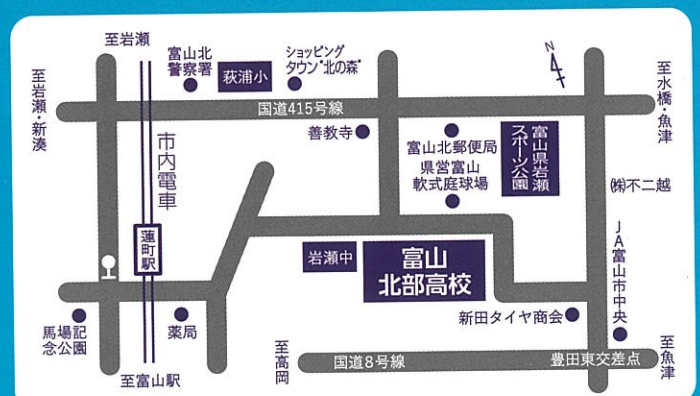 至岩瀬
富山北
警察署
萩浦小
ショッピング
タウン"北の森"
N
至岩瀬・新湊
至水橋・魚津
国道415号線
市内電車
善教寺
富山北郵便局
県営富山
軟式庭球場
富山県岩瀬
スポーツ公園
㈱不二越
蓮町駅
岩瀬中
富山
北部高校
JA富山市中央
馬場記
念公園
薬局
新田タイヤ商会
至富山駅
至高岡
国道8号線
豊田東交差点
至魚津